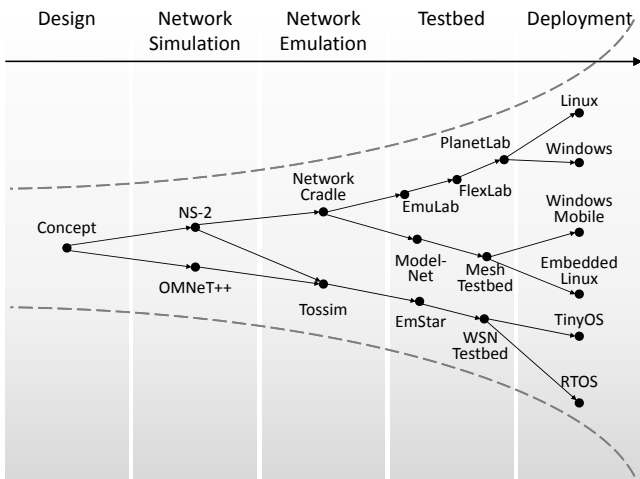 Design
Network
Simulation
Network
Emulation
Testbed
Deployment
Linux
PlanetLab
Windows
Network
Cradle
FlexLab
EmuLab
Windows
Mobile
NS-2
Concept
Model-
Net
Mesh
Testbed
Embedded
Linux
OMNeT++
Tossim
EmStar
WSN
Testbed
TinyOS
RTOS